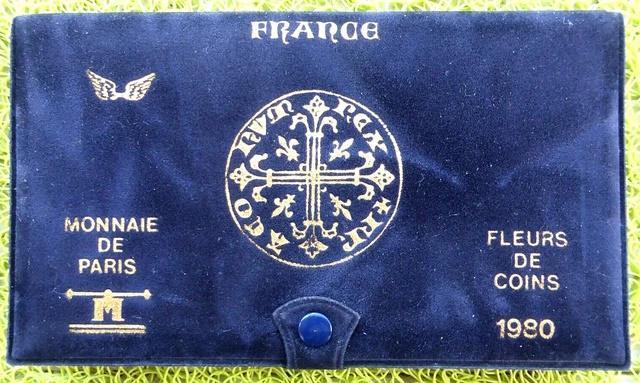 FRANCE
MONNAIE
DE
PARIS
M
FLEURS
DE
COINS
1980